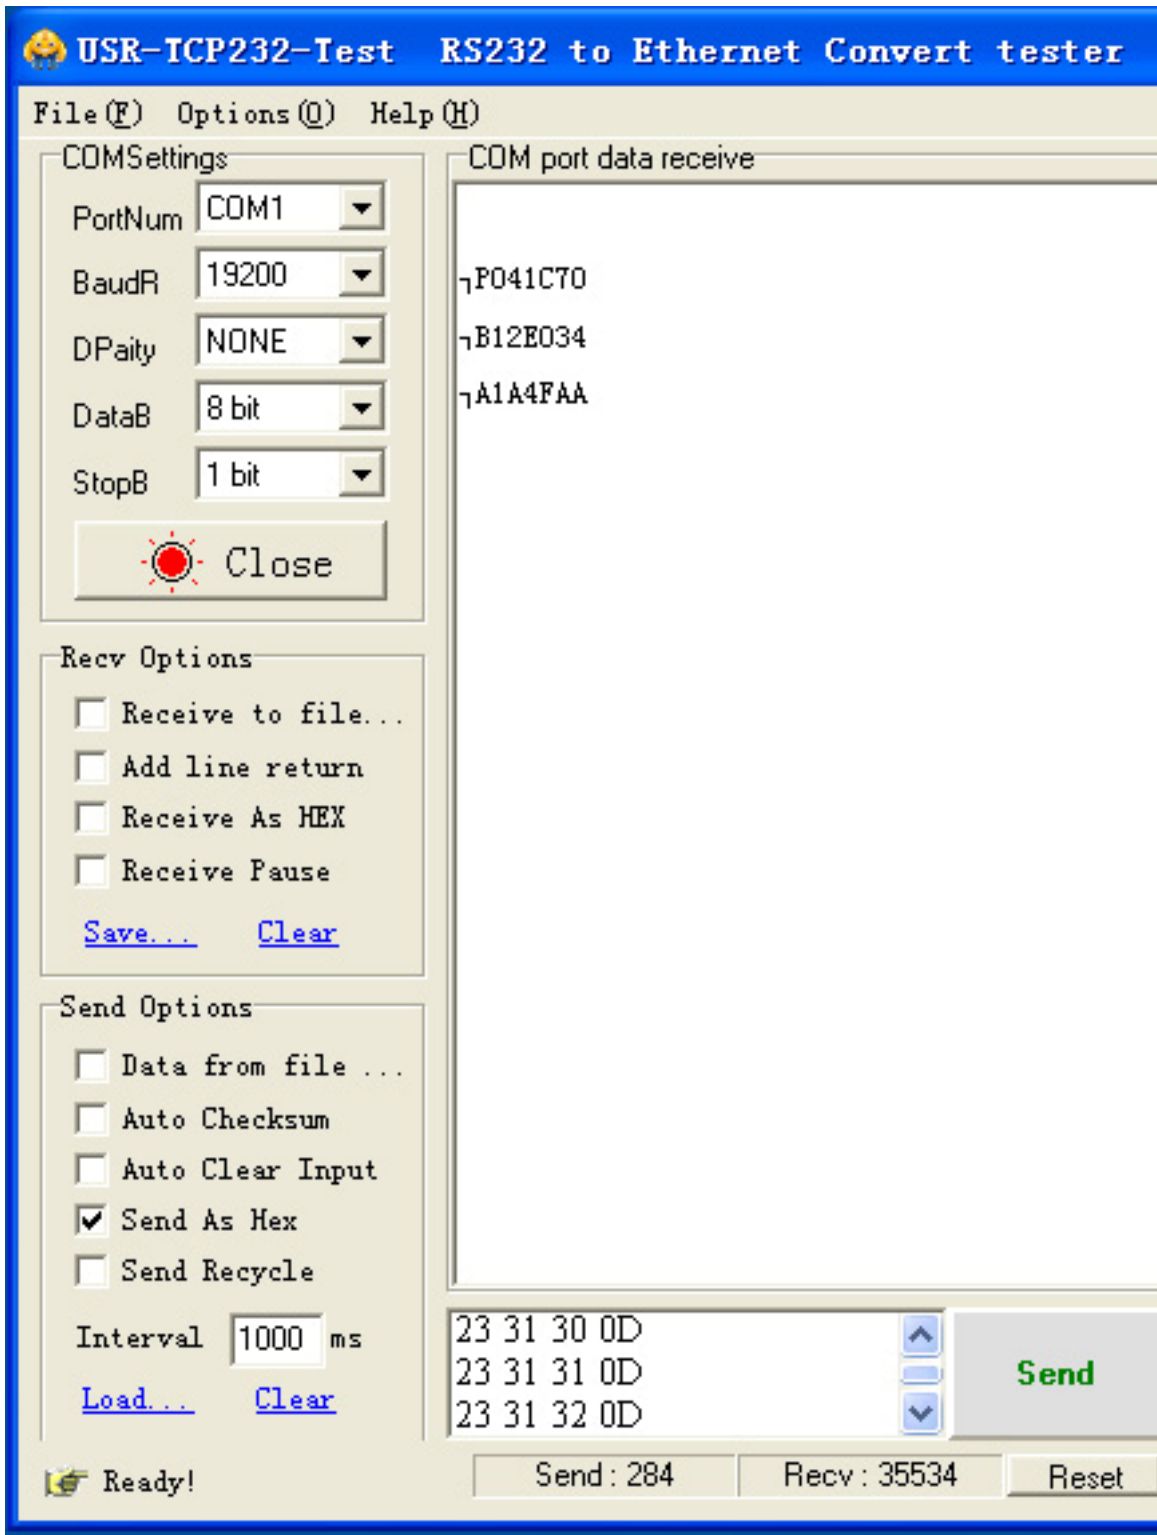 USR-TCP232-Test RS232 to Ethernet Convert tester
File(F) Options(O) Help(H)
COMSettings
PortNum COM1
BaudR 19200
DPaity NONE
DataB 8 bit
StopB 1 bit
Close
Recv Options
Receive to file...
Add line return
Receive As HEX
Receive Pause
Save... Clear
Send Options
Data from file ...
Auto Checksum
Auto Clear Input
Send As Hex
Send Recycle
Interval 1000 ms
Load... Clear
COM port data receive
┐P041C70
┐B12E034
┐A1A4FAA
23 31 30 0D
23 31 31 0D
23 31 32 0D
Send
Ready!
Send : 284
Recv : 35534
Reset